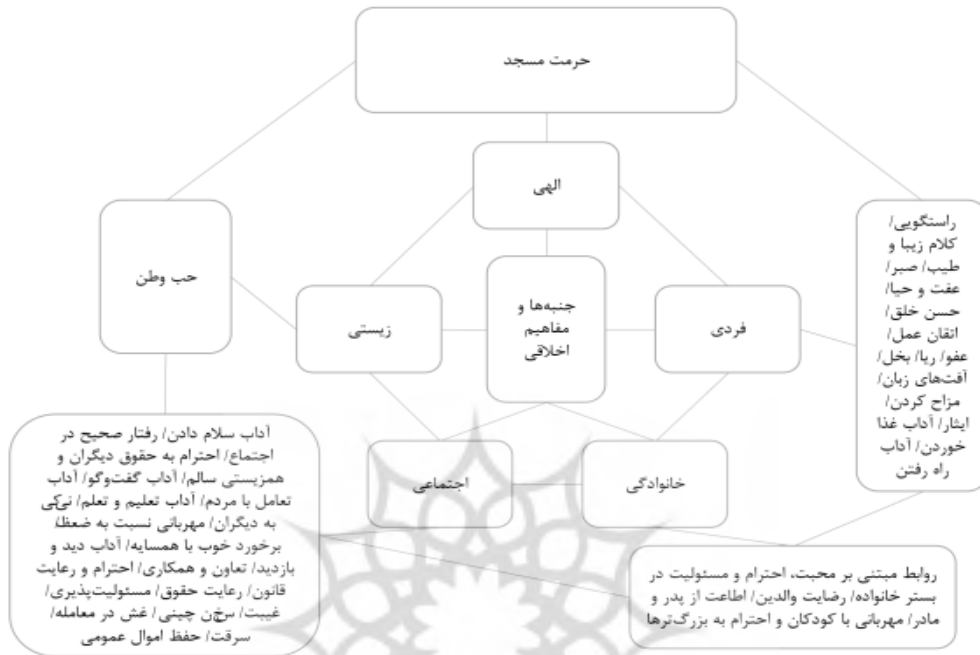 حرمت مسجد
الهی
راستگویی/
کلام زیبا و
طیب/ صبر/
عفت و حیا/
حسن خلق/
اتقان عمل/
عفو/ ریا/ بخل/
آفت‌های زبان/
مزاح کردن/
ایثار/ آداب غذا
خوردن/ آداب
راه رفتن
حب وطن
جنبه‌ها و
مفاهیم
اخلاقی
فردی
زیستی
خانوادگی
اجتماعی
آداب سلام دادن/ رفتار صحیح در
اجتماع/ احترام به حقوق دیگران و
همزیستی سالم/ آداب گفت‌وگو/ آداب
تعامل با مردم/ آداب تعلیم و تعلم/ نیکی
به دیگران/ مهربانی نسبت به ضعفا/
برخورد خوب با همسایه/ آداب دید و
بازدید/ تعاون و همکاری/ احترام و رعایت
قانون/ رعایت حقوق/ مسئولیت‌پذیری/
غیبت/ سخن چینی/ غش در معامله/
سرقت/ حفظ اموال عمومی
روابط مبتنی بر محبت، احترام و مسئولیت در
بستر خانواده/ رضایت والدین/ اطاعت از پدر و
مادر/ مهربانی با کودکان و احترام به بزرگ‌ترها